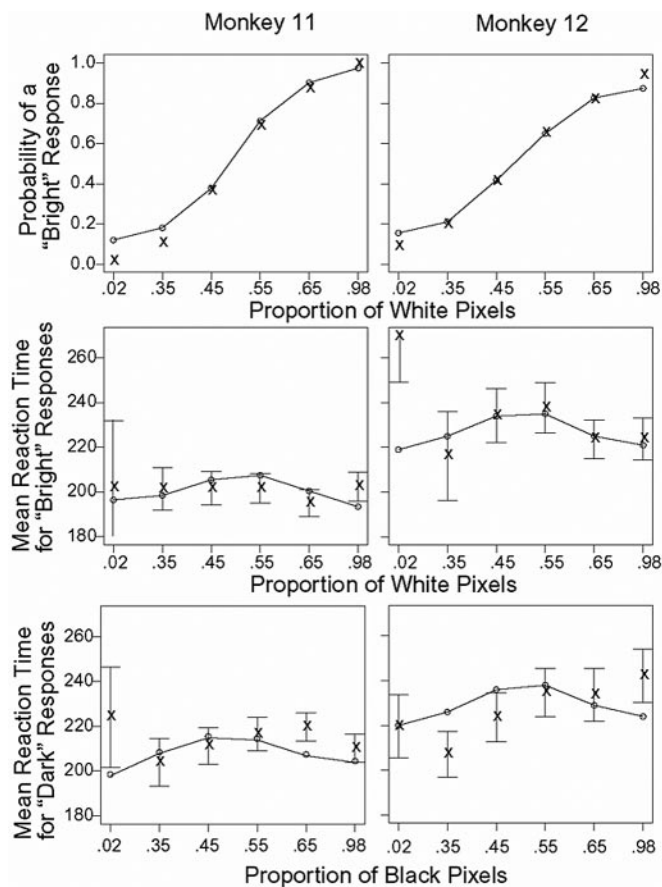 Monkey 11
Monkey 12
Probability of a
"Bright" Response
1.0
0.8
0.6
0.4
0.2
0.0
.02 .35 .45 .55 .65 .98
.02 .35 .45 .55 .65 .98
Proportion of White Pixels
Mean Reaction Time
for "Bright" Responses
260
240
220
200
180
.02 .35 .45 .55 .65 .98
.02 .35 .45 .55 .65 .98
Proportion of White Pixels
Mean Reaction Time
for "Dark" Responses
260
240
220
200
180
.02 .35 .45 .55 .65 .98
.02 .35 .45 .55 .65 .98
Proportion of Black Pixels